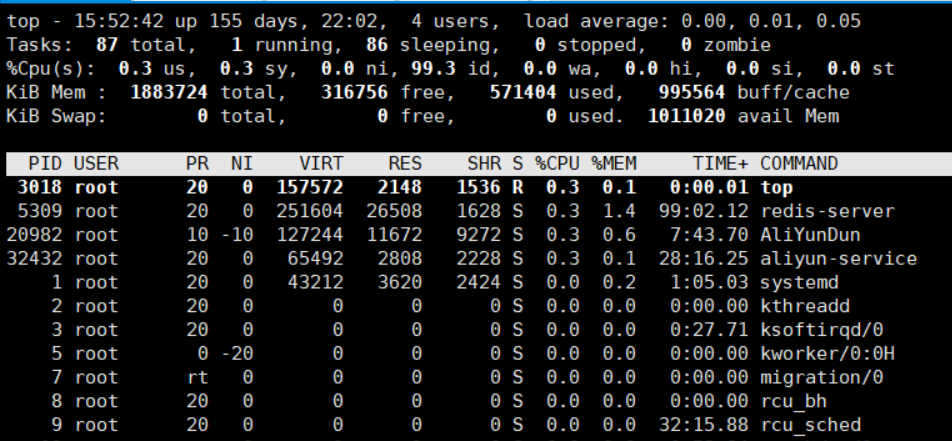 top - 15:52:42 up 155 days, 22:02,  4 users,  load average: 0.00, 0.01, 0.05
Tasks:  87 total,   1 running,  86 sleeping,   0 stopped,   0 zombie
%Cpu(s):  0.3 us,  0.3 sy,  0.0 ni, 99.3 id,  0.0 wa,  0.0 hi,  0.0 si,  0.0 st
KiB Mem :  1883724 total,   316756 free,   571404 used,   995564 buff/cache
KiB Swap:        0 total,        0 free,        0 used.  1011020 avail Mem
  PID USER      PR  NI    VIRT    RES    SHR S %CPU %MEM     TIME+ COMMAND
 3018 root      20   0  157572   2148   1536 R  0.3  0.1   0:00.01 top
 5309 root      20   0  251604  26508   1628 S  0.3  1.4  99:02.12 redis-server
20982 root      10 -10  127244  11672   9272 S  0.3  0.6   7:43.70 AliYunDun
32432 root      20   0   65492   2808   2228 S  0.3  0.1  28:16.25 aliyun-service
    1 root      20   0   43212   3620   2424 S  0.0  0.2   1:05.03 systemd
    2 root      20   0       0      0      0 S  0.0  0.0   0:00.00 kthreadd
    3 root      20   0       0      0      0 S  0.0  0.0   0:27.71 ksoftirqd/0
    5 root       0 -20       0      0      0 S  0.0  0.0   0:00.00 kworker/0:0H
    7 root      rt   0       0      0      0 S  0.0  0.0   0:00.00 migration/0
    8 root      20   0       0      0      0 S  0.0  0.0   0:00.00 rcu_bh
    9 root      20   0       0      0      0 S  0.0  0.0  32:15.88 rcu_sched